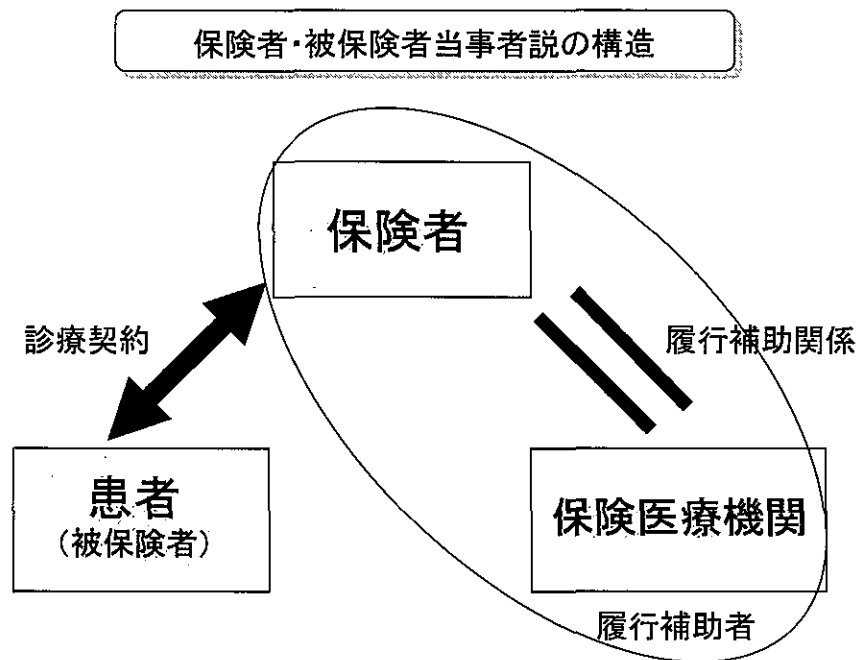 保険者・被保険者当事者説の構造
保険者
診療契約
履行補助関係
患者
（被保険者）
保険医療機関
履行補助者